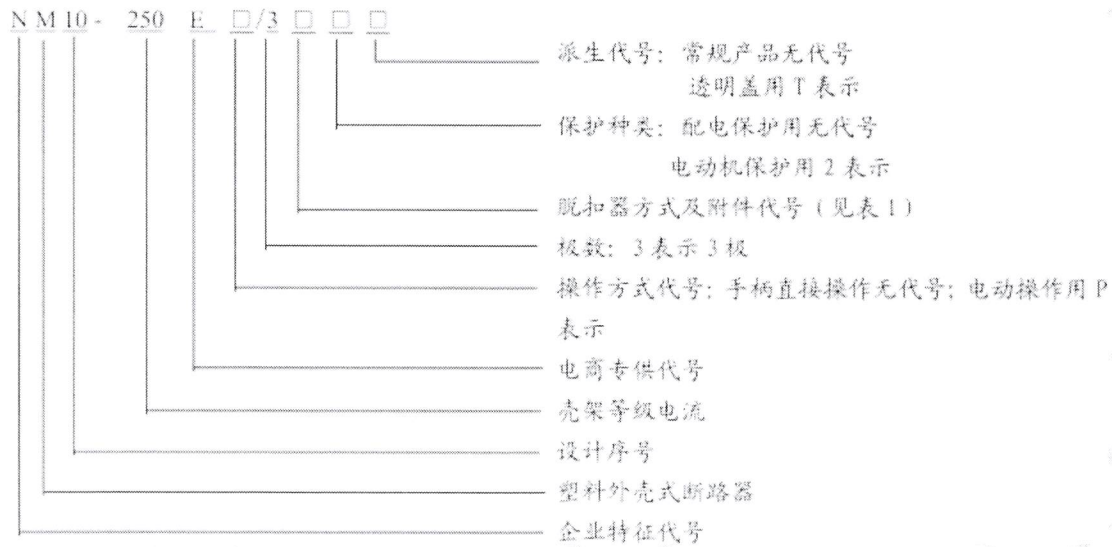 N M 10 - 250 E □/3 □ □ □
派生代号：常规产品无代号
透明盖用 T 表示
保护种类：配电保护用无代号
电动机保护用 2 表示
脱扣器方式及附件代号（见表 1）
极数：3 表示 3 极
操作方式代号：手柄直接操作无代号；电动操作用 P
表示
电商专供代号
壳架等级电流
设计序号
塑料外壳式断路器
企业特征代号